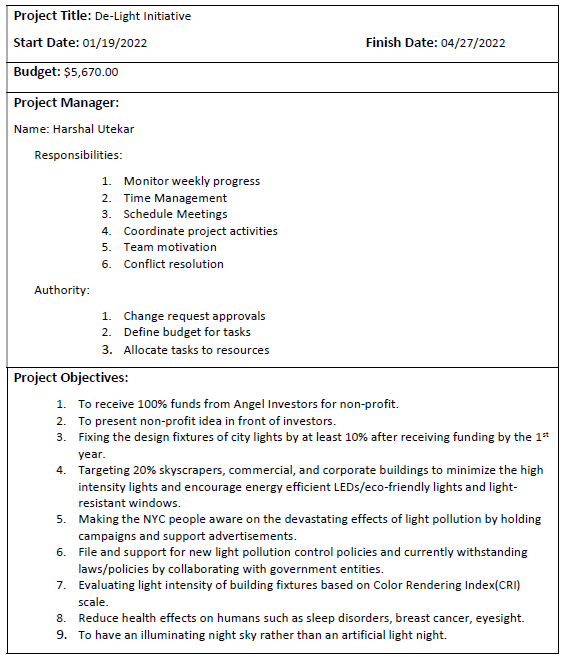 Project Title: De-Light Initiative
Start Date: 01/19/2022 Finish Date: 04/27/2022
Budget: $5,670.00
Project Manager:
Name: Harshal Utekar
Responsibilities:
1. Monitor weekly progress
2. Time Management
3. Schedule Meetings
4. Coordinate project activities
5. Team motivation
6. Conflict resolution
Authority:
1. Change request approvals
2. Define budget for tasks
3. Allocate tasks to resources
Project Objectives:
1. To receive 100% funds from Angel Investors for non-profit.
2. To present non-profit idea in front of investors.
3. Fixing the design fixtures of city lights by at least 10% after receiving funding by the 1st
year.
4. Targeting 20% skyscrapers, commercial, and corporate buildings to minimize the high
intensity lights and encourage energy efficient LEDs/eco-friendly lights and light-
resistant windows.
5. Making the NYC people aware on the devastating effects of light pollution by holding
campaigns and support advertisements.
6. File and support for new light pollution control policies and currently withstanding
laws/policies by collaborating with government entities.
7. Evaluating light intensity of building fixtures based on Color Rendering Index(CRI)
scale.
8. Reduce health effects on humans such as sleep disorders, breast cancer, eyesight.
9. To have an illuminating night sky rather than an artificial light night.